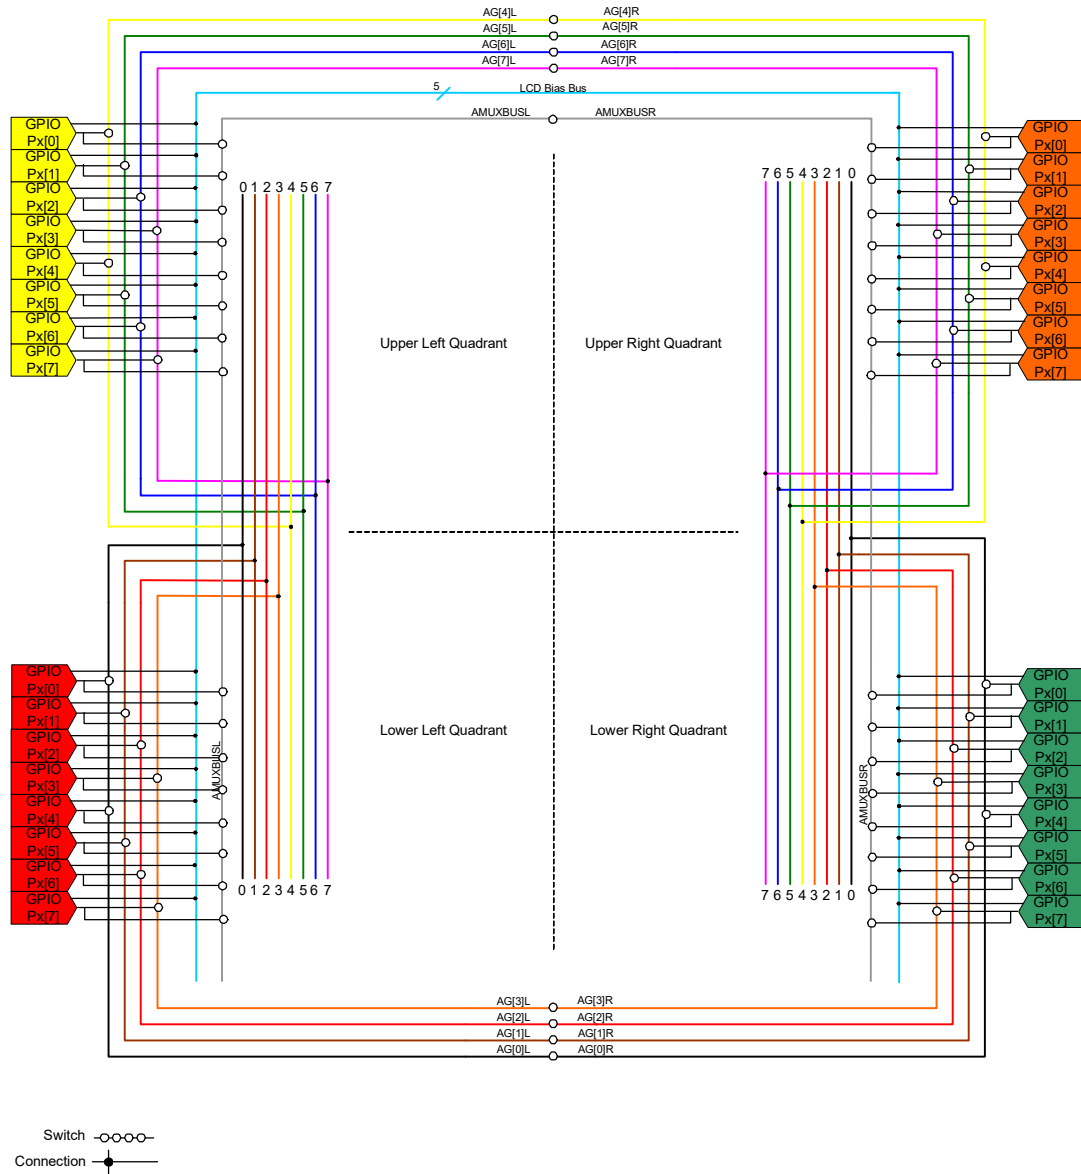 AG[4]L AG[4]R
AG[5]L AG[5]R
AG[6]L AG[6]R
AG[7]L AG[7]R
5 LCD Bias Bus
AMUXBUSL AMUXBUSR
GPIO
Px[0]
GPIO
Px[1]
GPIO
Px[2]
GPIO
Px[3]
GPIO
Px[4]
GPIO
Px[5]
GPIO
Px[6]
GPIO
Px[7]
0 1 2 3 4 5 6 7
7 6 5 4 3 2 1 0
GPIO
Px[0]
GPIO
Px[1]
GPIO
Px[2]
GPIO
Px[3]
GPIO
Px[4]
GPIO
Px[5]
GPIO
Px[6]
GPIO
Px[7]
Upper Left Quadrant Upper Right Quadrant
GPIO
Px[0]
GPIO
Px[1]
GPIO
Px[2]
GPIO
Px[3]
GPIO
Px[4]
GPIO
Px[5]
GPIO
Px[6]
GPIO
Px[7]
AMUXBUSL
Lower Left Quadrant Lower Right Quadrant
AMUXBUSR
GPIO
Px[0]
GPIO
Px[1]
GPIO
Px[2]
GPIO
Px[3]
GPIO
Px[4]
GPIO
Px[5]
GPIO
Px[6]
GPIO
Px[7]
0 1 2 3 4 5 6 7
7 6 5 4 3 2 1 0
AG[3]L AG[3]R
AG[2]L AG[2]R
AG[1]L AG[1]R
AG[0]L AG[0]R
Switch
Connection